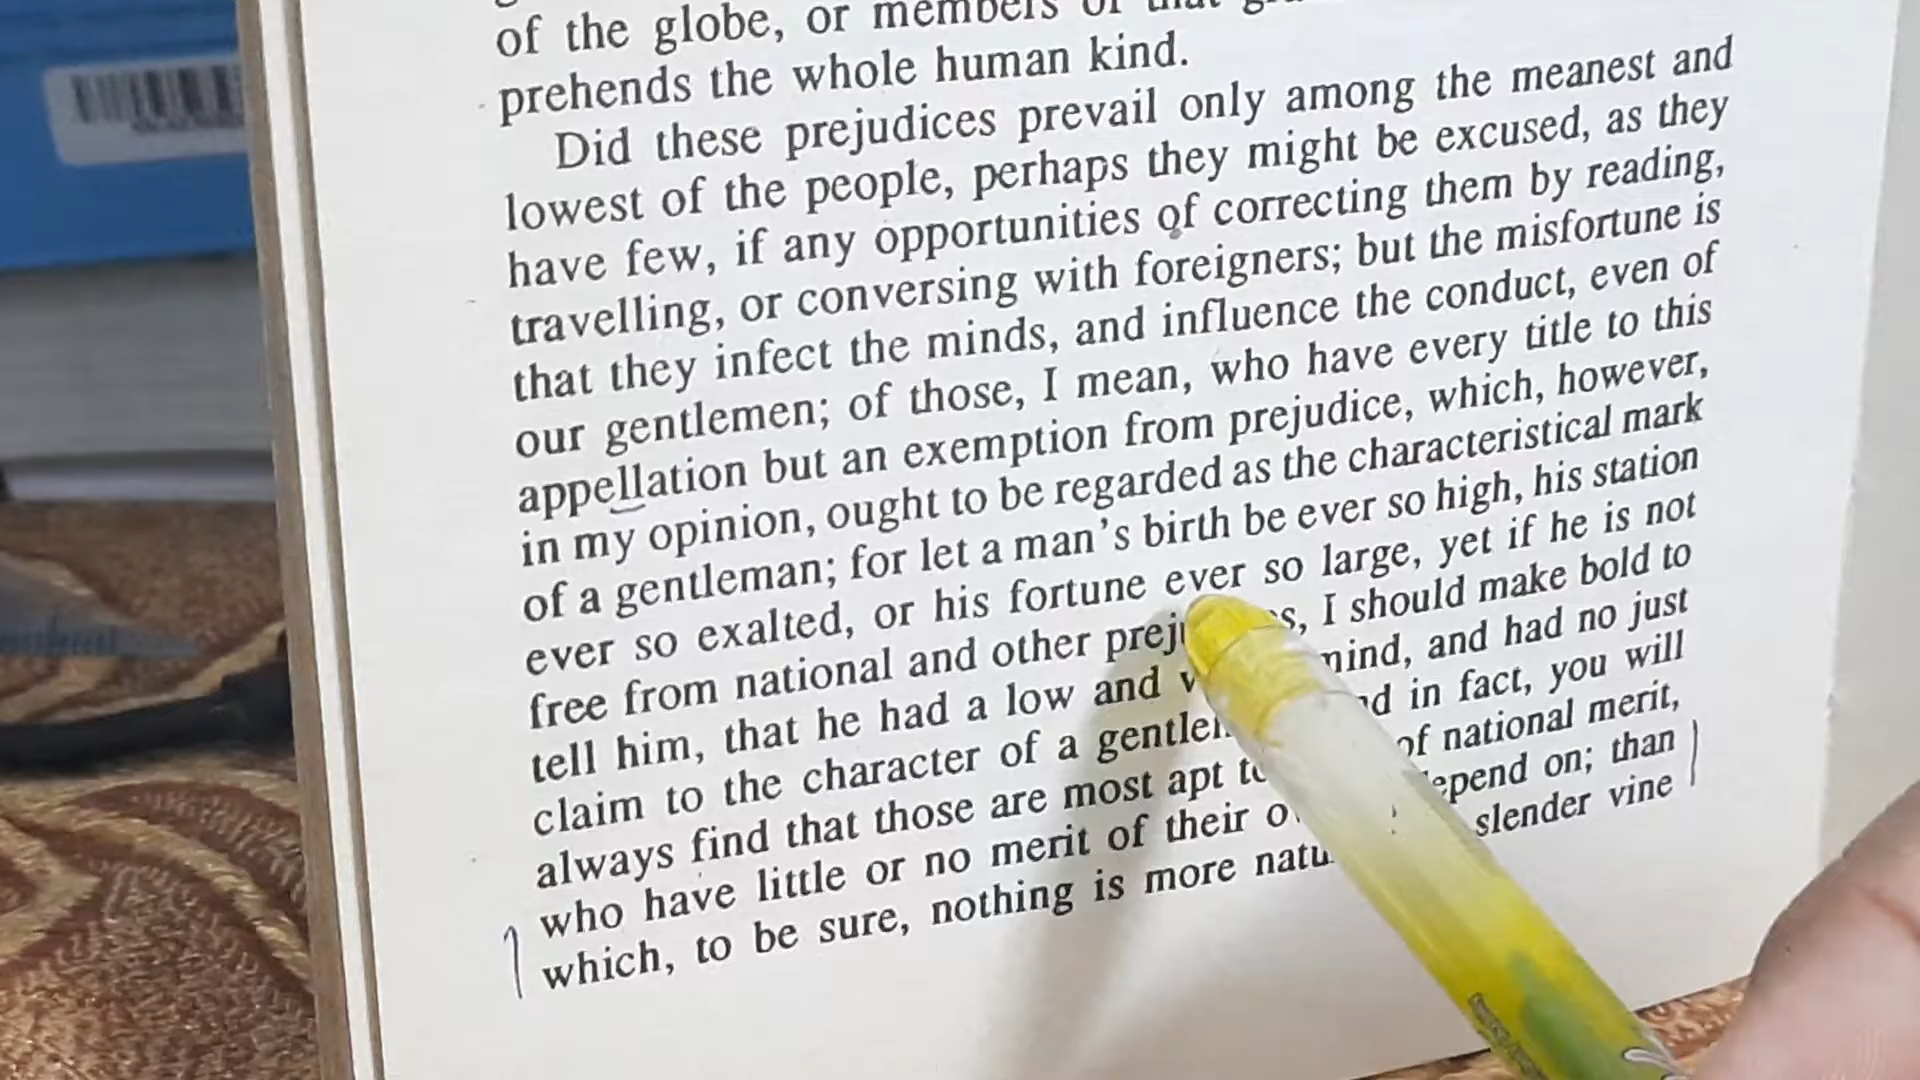 of the globe, or members of that
prehends the whole human kind.
Did these prejudices prevail only among the meanest and
lowest of the people, perhaps they might be excused, as they
have few, if any opportunities of correcting them by reading,
travelling, or conversing with foreigners; but the misfortune is
that they infect the minds, and influence the conduct, even of
our gentlemen; of those, I mean, who have every title to this
appellation but an exemption from prejudice, which, however,
in my opinion, ought to be regarded as the characteristical mark
of a gentleman; for let a man's birth be ever so high, his station
ever so exalted, or his fortune ever so large, yet if he is not
free from national and other prejudices, I should make bold to
tell him, that he had a low and mind, and had no just
claim to the character of a in fact, you will
always find that those are most apt to of national merit,
who have little or no merit of their depend on; than
which, to be sure, nothing is more slender vine